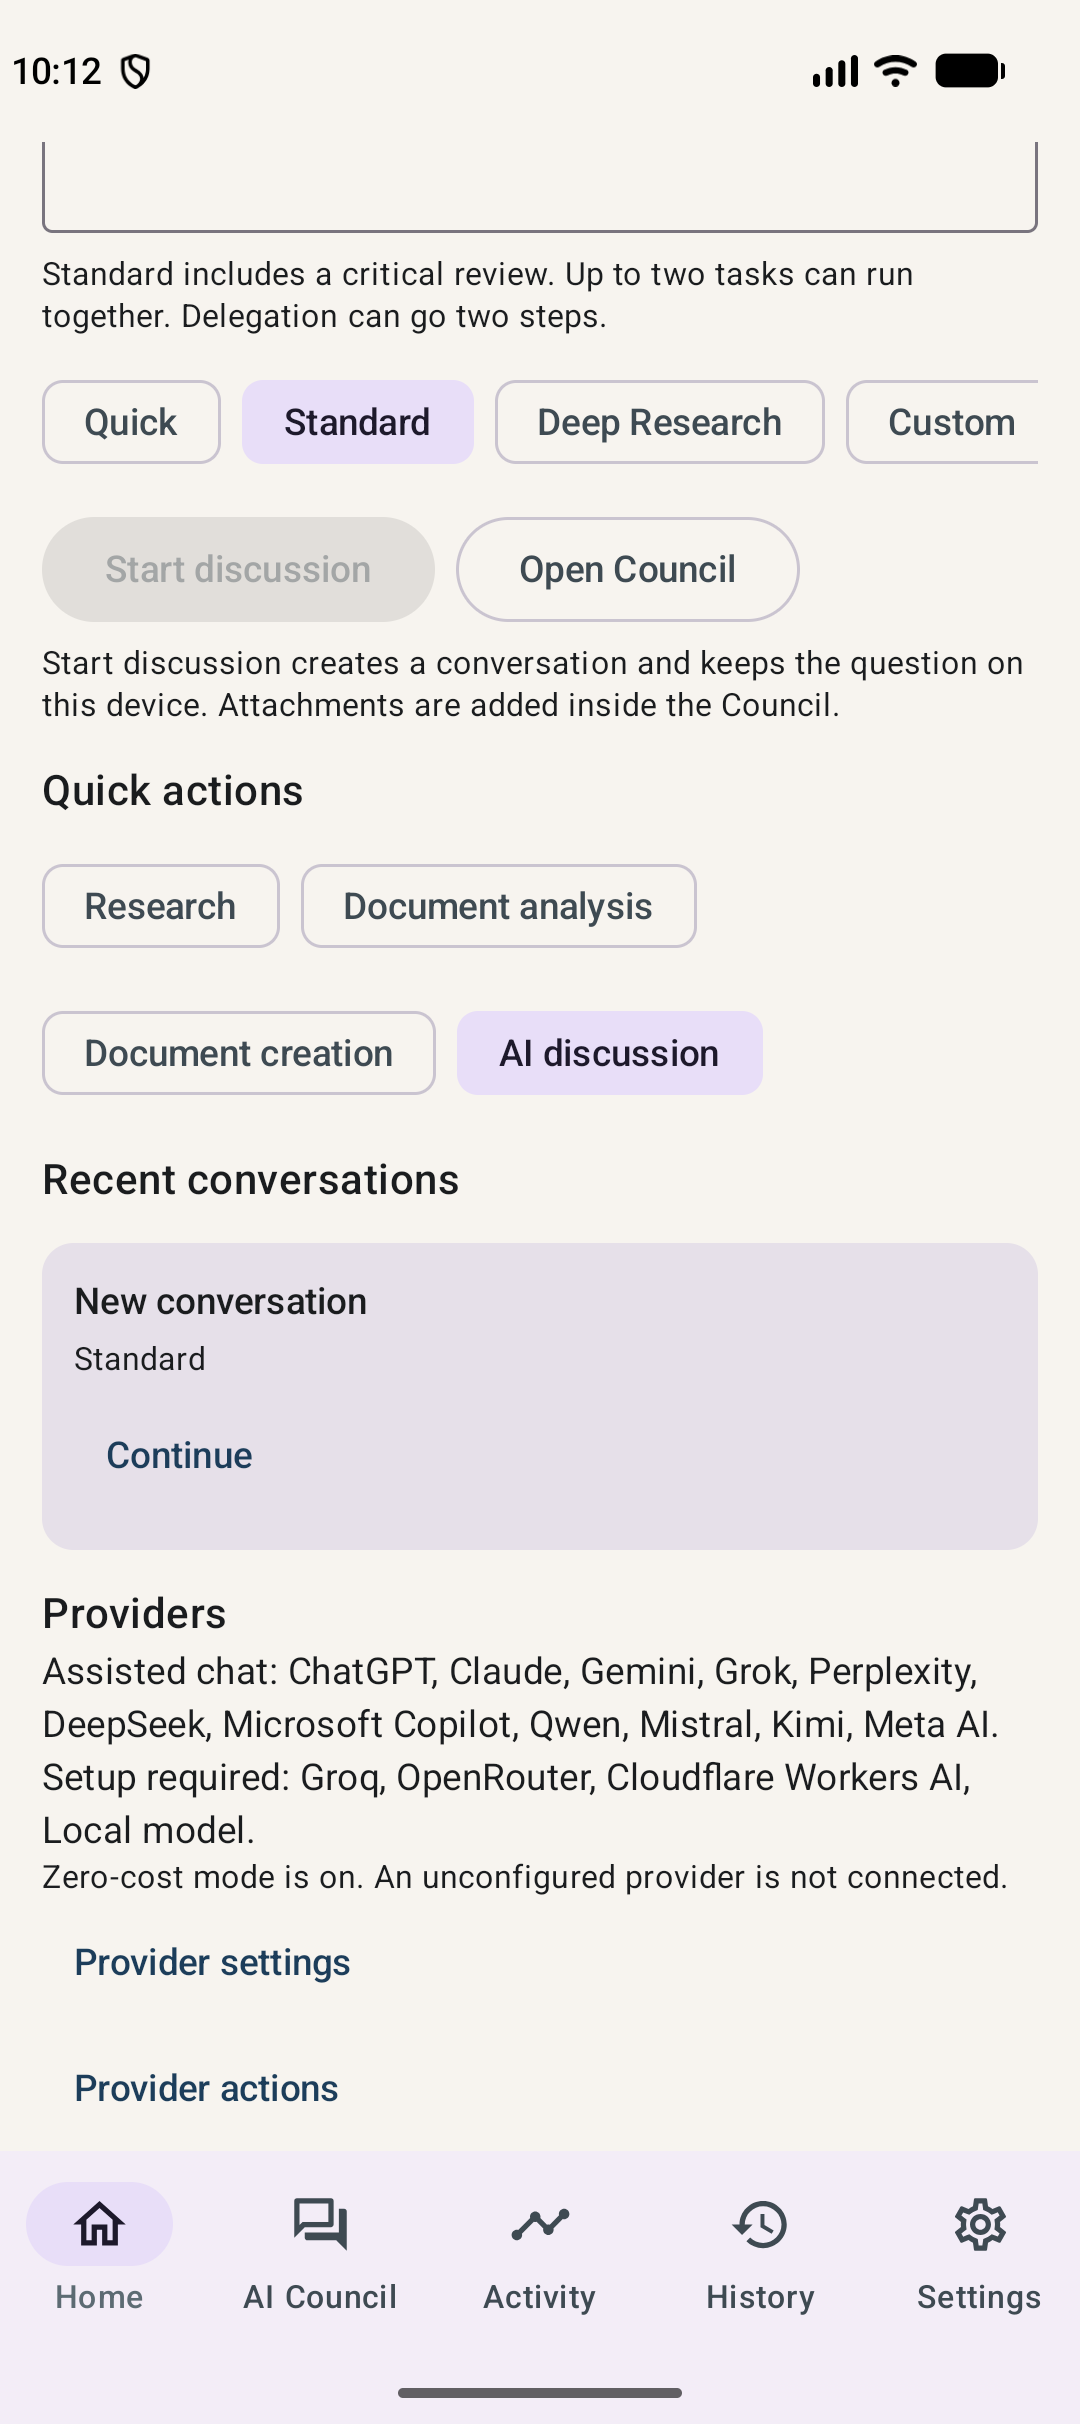 10:12
Standard includes a critical review. Up to two tasks can run
together. Delegation can go two steps.
Quick
Standard
Deep Research
Custom
Start discussion
Open Council
Start discussion creates a conversation and keeps the question on
this device. Attachments are added inside the Council.
Quick actions
Research
Document analysis
Document creation
AI discussion
Recent conversations
New conversation
Standard
Continue
Providers
Assisted chat: ChatGPT, Claude, Gemini, Grok, Perplexity,
DeepSeek, Microsoft Copilot, Qwen, Mistral, Kimi, Meta AI.
Setup required: Groq, OpenRouter, Cloudflare Workers AI,
Local model.
Zero-cost mode is on. An unconfigured provider is not connected.
Provider settings
Provider actions
Home
AI Council
Activity
History
Settings